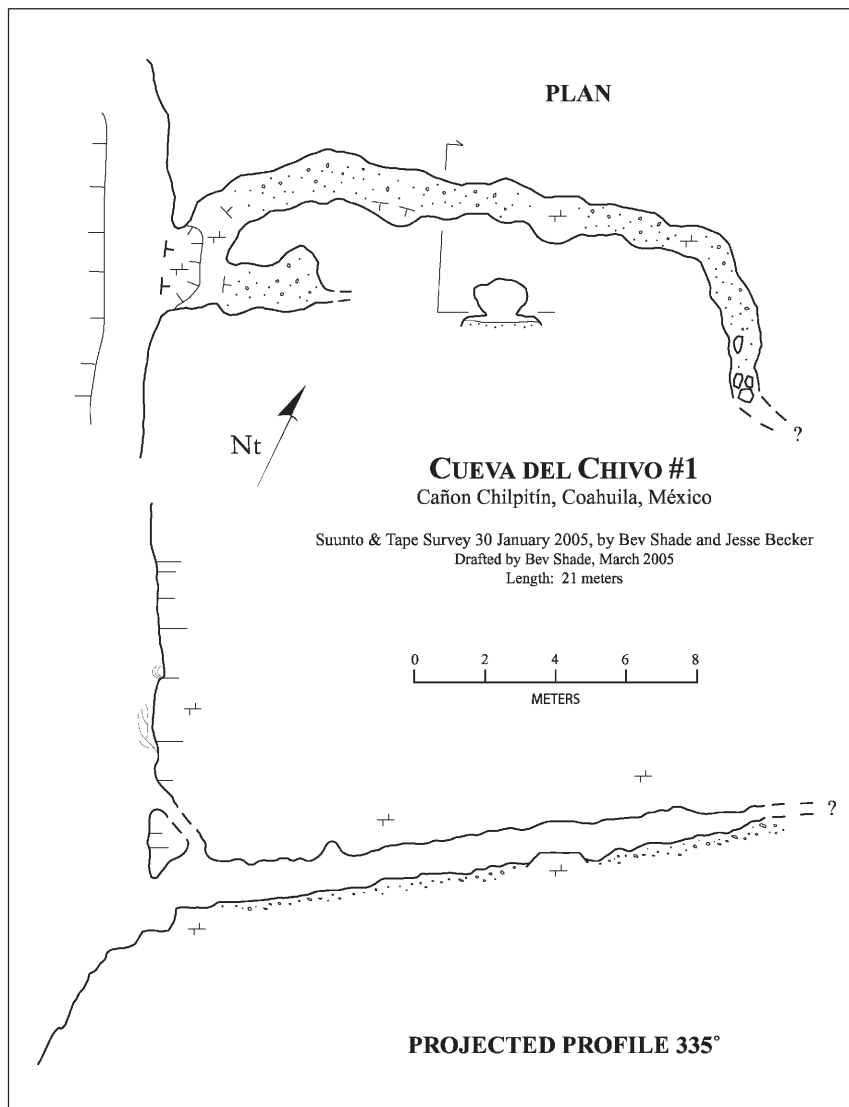 PLAN
?
Nt
CUEVA DEL CHIVO #1
Cañon Chilpitín, Coahuila, México
Suunto & Tape Survey 30 January 2005, by Bev Shade and Jesse Becker
Drafted by Bev Shade, March 2005
Length: 21 meters
0 2 4 6 8
METERS
?
PROJECTED PROFILE 335°